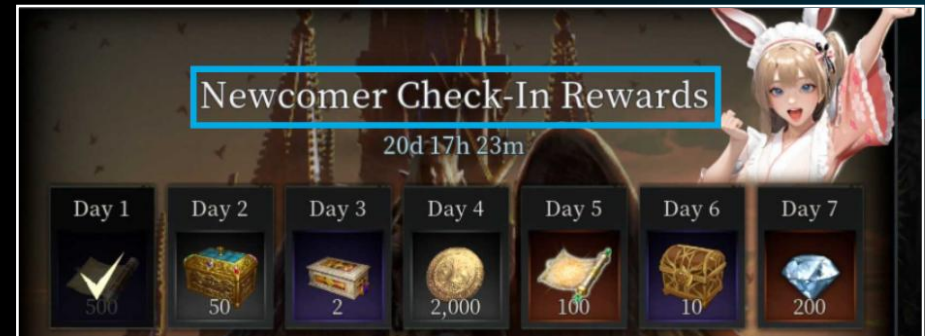 Newcomer Check-In Rewards
20d 17h 23m
Day 1 Day 2 Day 3 Day 4 Day 5 Day 6 Day 7
500 50 2 2,000 100 10 200